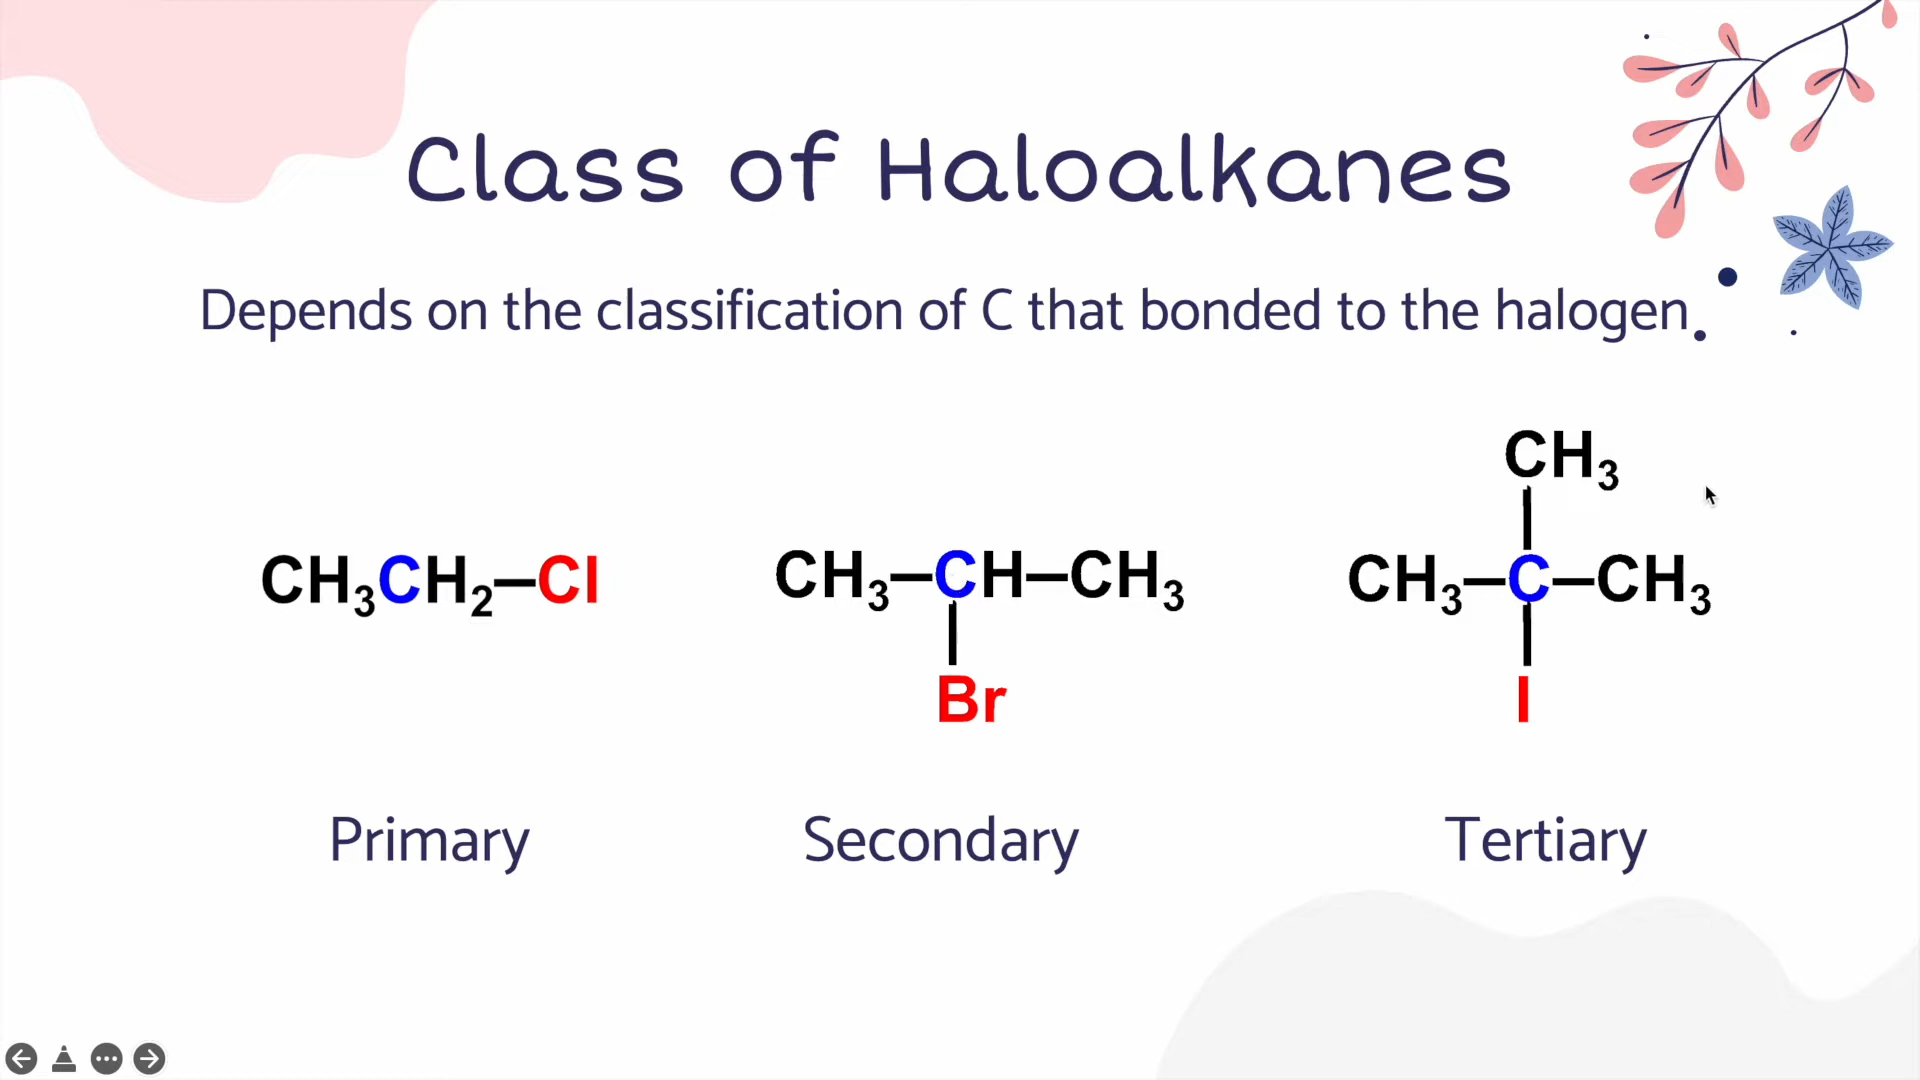 Class of Haloalkanes
Depends on the classification of C that bonded to the halogen.
CH₃
CH₃CH₂—Cl
CH₃—CH—CH₃
CH₃—C—CH₃
Br
I
Primary
Secondary
Tertiary